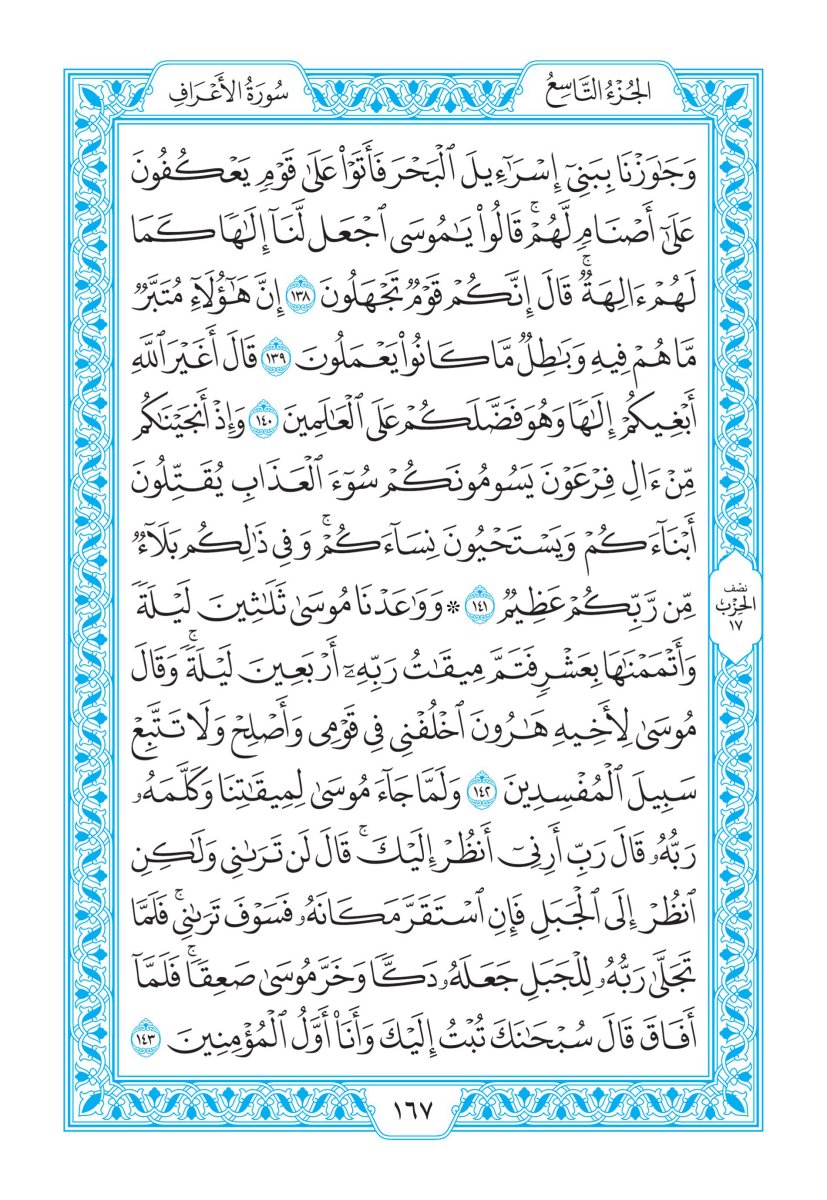 الجُزْءُ التَّاسِعُ
سُورَةُ الأَعْرَافِ
وَجَٰوَزْنَا بِبَنِيٓ إِسْرَٰٓءِيلَ ٱلْبَحْرَ فَأَتَوْا۟ عَلَىٰ قَوْمٍ يَعْكُفُونَ
عَلَىٰٓ أَصْنَامٍ لَّهُمْ ۚ قَالُوا۟ يَٰمُوسَى ٱجْعَل لَّنَآ إِلَٰهًا كَمَا
لَهُمْ ءَالِهَةٌ ۚ قَالَ إِنَّكُمْ قَوْمٌ تَجْهَلُونَ ١٣٨ إِنَّ هَٰٓؤُلَآءِ مُتَبَّرٌ
مَّا هُمْ فِيهِ وَبَٰطِلٌ مَّا كَانُوا۟ يَعْمَلُونَ ١٣٩ قَالَ أَغَيْرَ ٱللَّهِ
أَبْغِيكُمْ إِلَٰهًا وَهُوَ فَضَّلَكُمْ عَلَى ٱلْعَٰلَمِينَ ١٤٠ وَإِذْ أَنجَيْنَٰكُم
مِّنْ ءَالِ فِرْعَوْنَ يَسُومُونَكُمْ سُوٓءَ ٱلْعَذَابِ يُقَتِّلُونَ
أَبْنَآءَكُمْ وَيَسْتَحْيُونَ نِسَآءَكُمْ ۚ وَفِي ذَٰلِكُم بَلَآءٌ
مِّن رَّبِّكُمْ عَظِيمٌ ١٤١ * وَوَٰعَدْنَا مُوسَىٰ ثَلَٰثِينَ لَيْلَةً
وَأَتْمَمْنَٰهَا بِعَشْرٍ فَتَمَّ مِيقَٰتُ رَبِّهِۦٓ أَرْبَعِينَ لَيْلَةً ۚ وَقَالَ
مُوسَىٰ لِأَخِيهِ هَٰرُونَ ٱخْلُفْنِي فِي قَوْمِي وَأَصْلِحْ وَلَا تَتَّبِعْ
سَبِيلَ ٱلْمُفْسِدِينَ ١٤٢ وَلَمَّا جَآءَ مُوسَىٰ لِمِيقَٰتِنَا وَكَلَّمَهُۥ
رَبُّهُۥ قَالَ رَبِّ أَرِنِيٓ أَنظُرْ إِلَيْكَ ۚ قَالَ لَن تَرَىٰنِي وَلَٰكِنِ
ٱنظُرْ إِلَى ٱلْجَبَلِ فَإِنِ ٱسْتَقَرَّ مَكَانَهُۥ فَسَوْفَ تَرَىٰنِي ۚ فَلَمَّا
تَجَلَّىٰ رَبُّهُۥ لِلْجَبَلِ جَعَلَهُۥ دَكًّا وَخَرَّ مُوسَىٰ صَعِقًا ۚ فَلَمَّآ
أَفَاقَ قَالَ سُبْحَٰنَكَ تُبْتُ إِلَيْكَ وَأَنَا۠ أَوَّلُ ٱلْمُؤْمِنِينَ ١٤٣
نصْف
الحِزْب
١٧
١٦٧